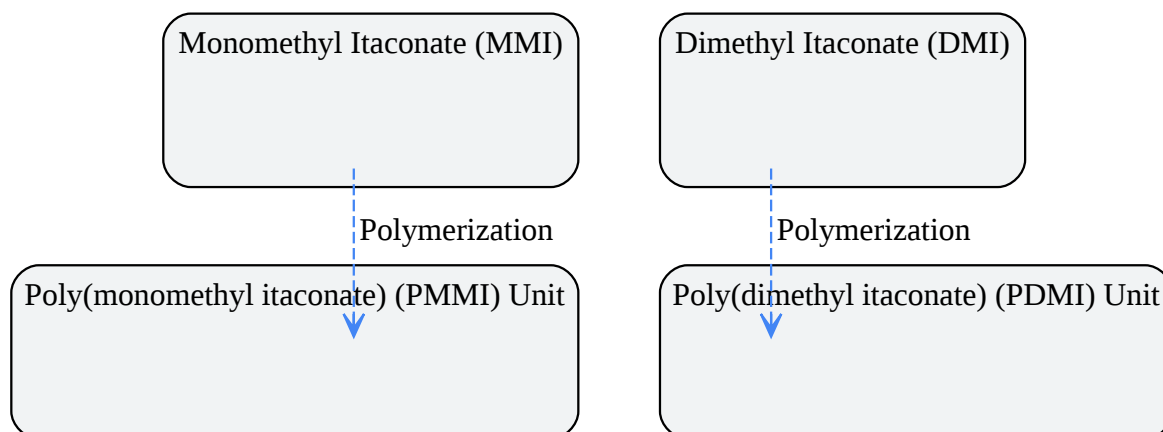 Monomethyl Itaconate (MMI)
Dimethyl Itaconate (DMI)
Polymerization
Polymerization
Poly(monomethyl itaconate) (PMMI) Unit
Poly(dimethyl itaconate) (PDMI) Unit